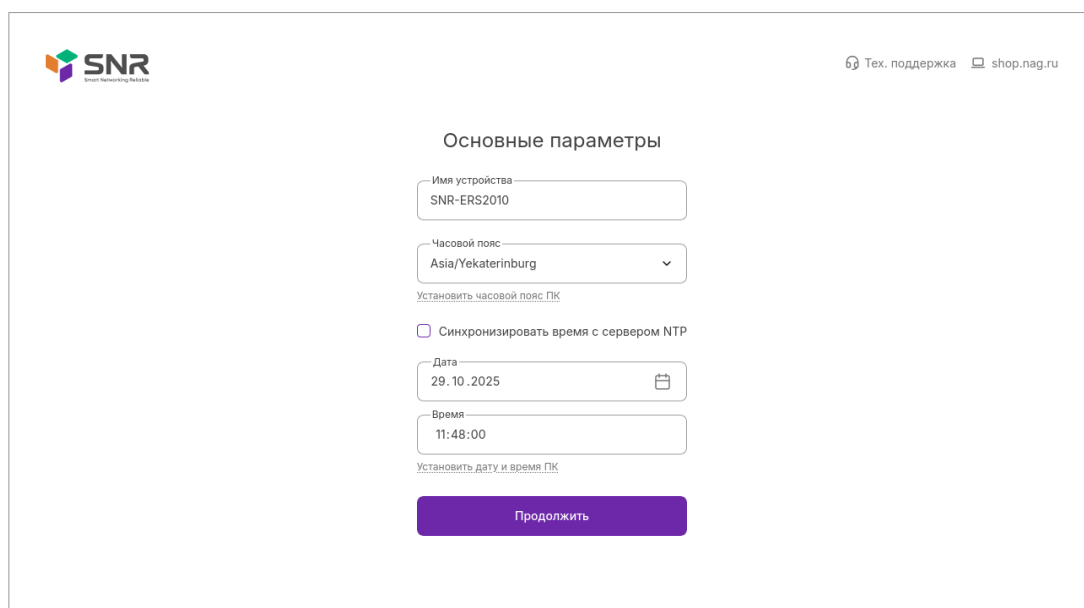 SNR
Smart Networking Reliable
Тех. поддержка shop.nag.ru
Основные параметры
Имя устройства
SNR-ERS2010
Часовой пояс
Asia/Yekaterinburg
Установить часовой пояс ПК
Синхронизировать время с сервером NTP
Дата
29.10.2025
Время
11:48:00
Установить дату и время ПК
Продолжить